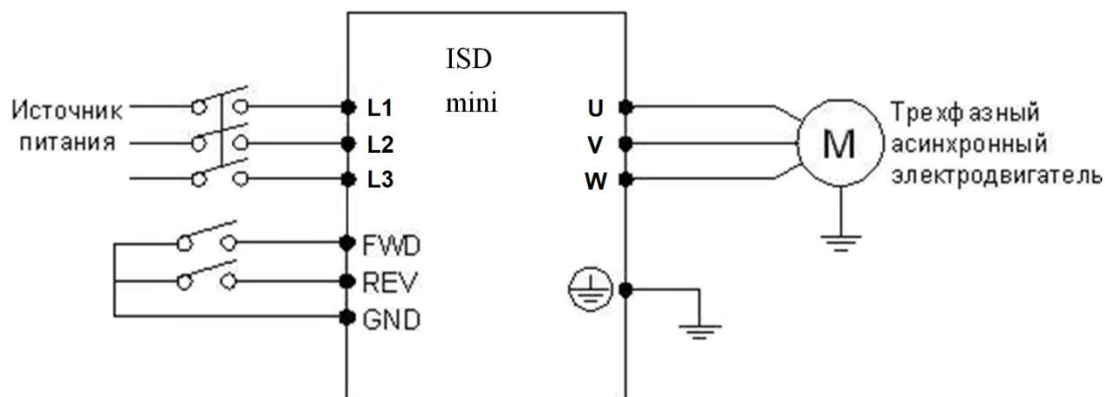 ISD
mini
Источник
питания
L1
L2
L3
FWD
REV
GND
U
V
W
M
Трехфазный
асинхронный
электродвигатель